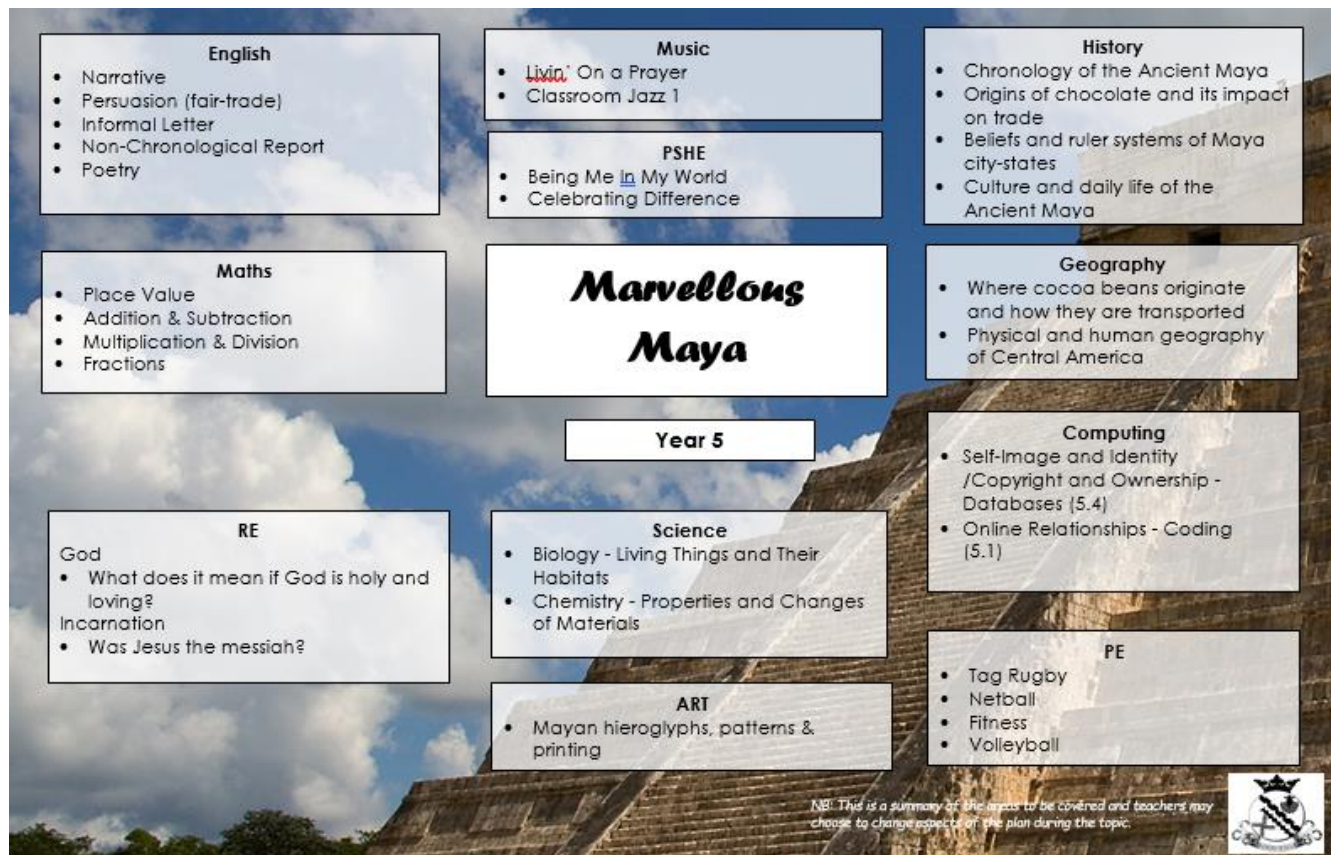 English
• Narrative
• Persuasion (fair-trade)
• Informal Letter
• Non-Chronological Report
• Poetry
Music
• Livin' On a Prayer
• Classroom Jazz 1
PSHE
• Being Me In My World
• Celebrating Difference
History
• Chronology of the Ancient Maya
• Origins of chocolate and its impact
on trade
• Beliefs and ruler systems of Maya
city-states
• Culture and daily life of the
Ancient Maya
Maths
• Place Value
• Addition & Subtraction
• Multiplication & Division
• Fractions
Marvellous
Maya
Year 5
Geography
• Where cocoa beans originate
and how they are transported
• Physical and human geography
of Central America
Computing
• Self-Image and Identity
/Copyright and Ownership -
Databases (5.4)
• Online Relationships - Coding
(5.1)
RE
God
• What does it mean if God is holy and
loving?
Incarnation
• Was Jesus the messiah?
Science
• Biology - Living Things and Their
Habitats
• Chemistry - Properties and Changes
of Materials
ART
• Mayan hieroglyphs, patterns &
printing
PE
• Tag Rugby
• Netball
• Fitness
• Volleyball
NB: This is a summary of the areas to be covered and teachers may
choose to change aspects of the plan during the topic.